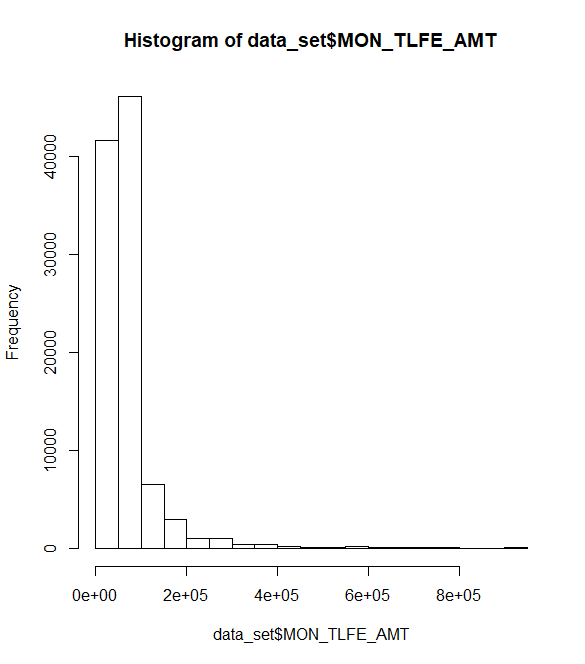 Histogram of data_set$MON_TLFE_AMT
Frequency
40000
30000
20000
10000
0
0e+00 2e+05 4e+05 6e+05 8e+05
data_set$MON_TLFE_AMT